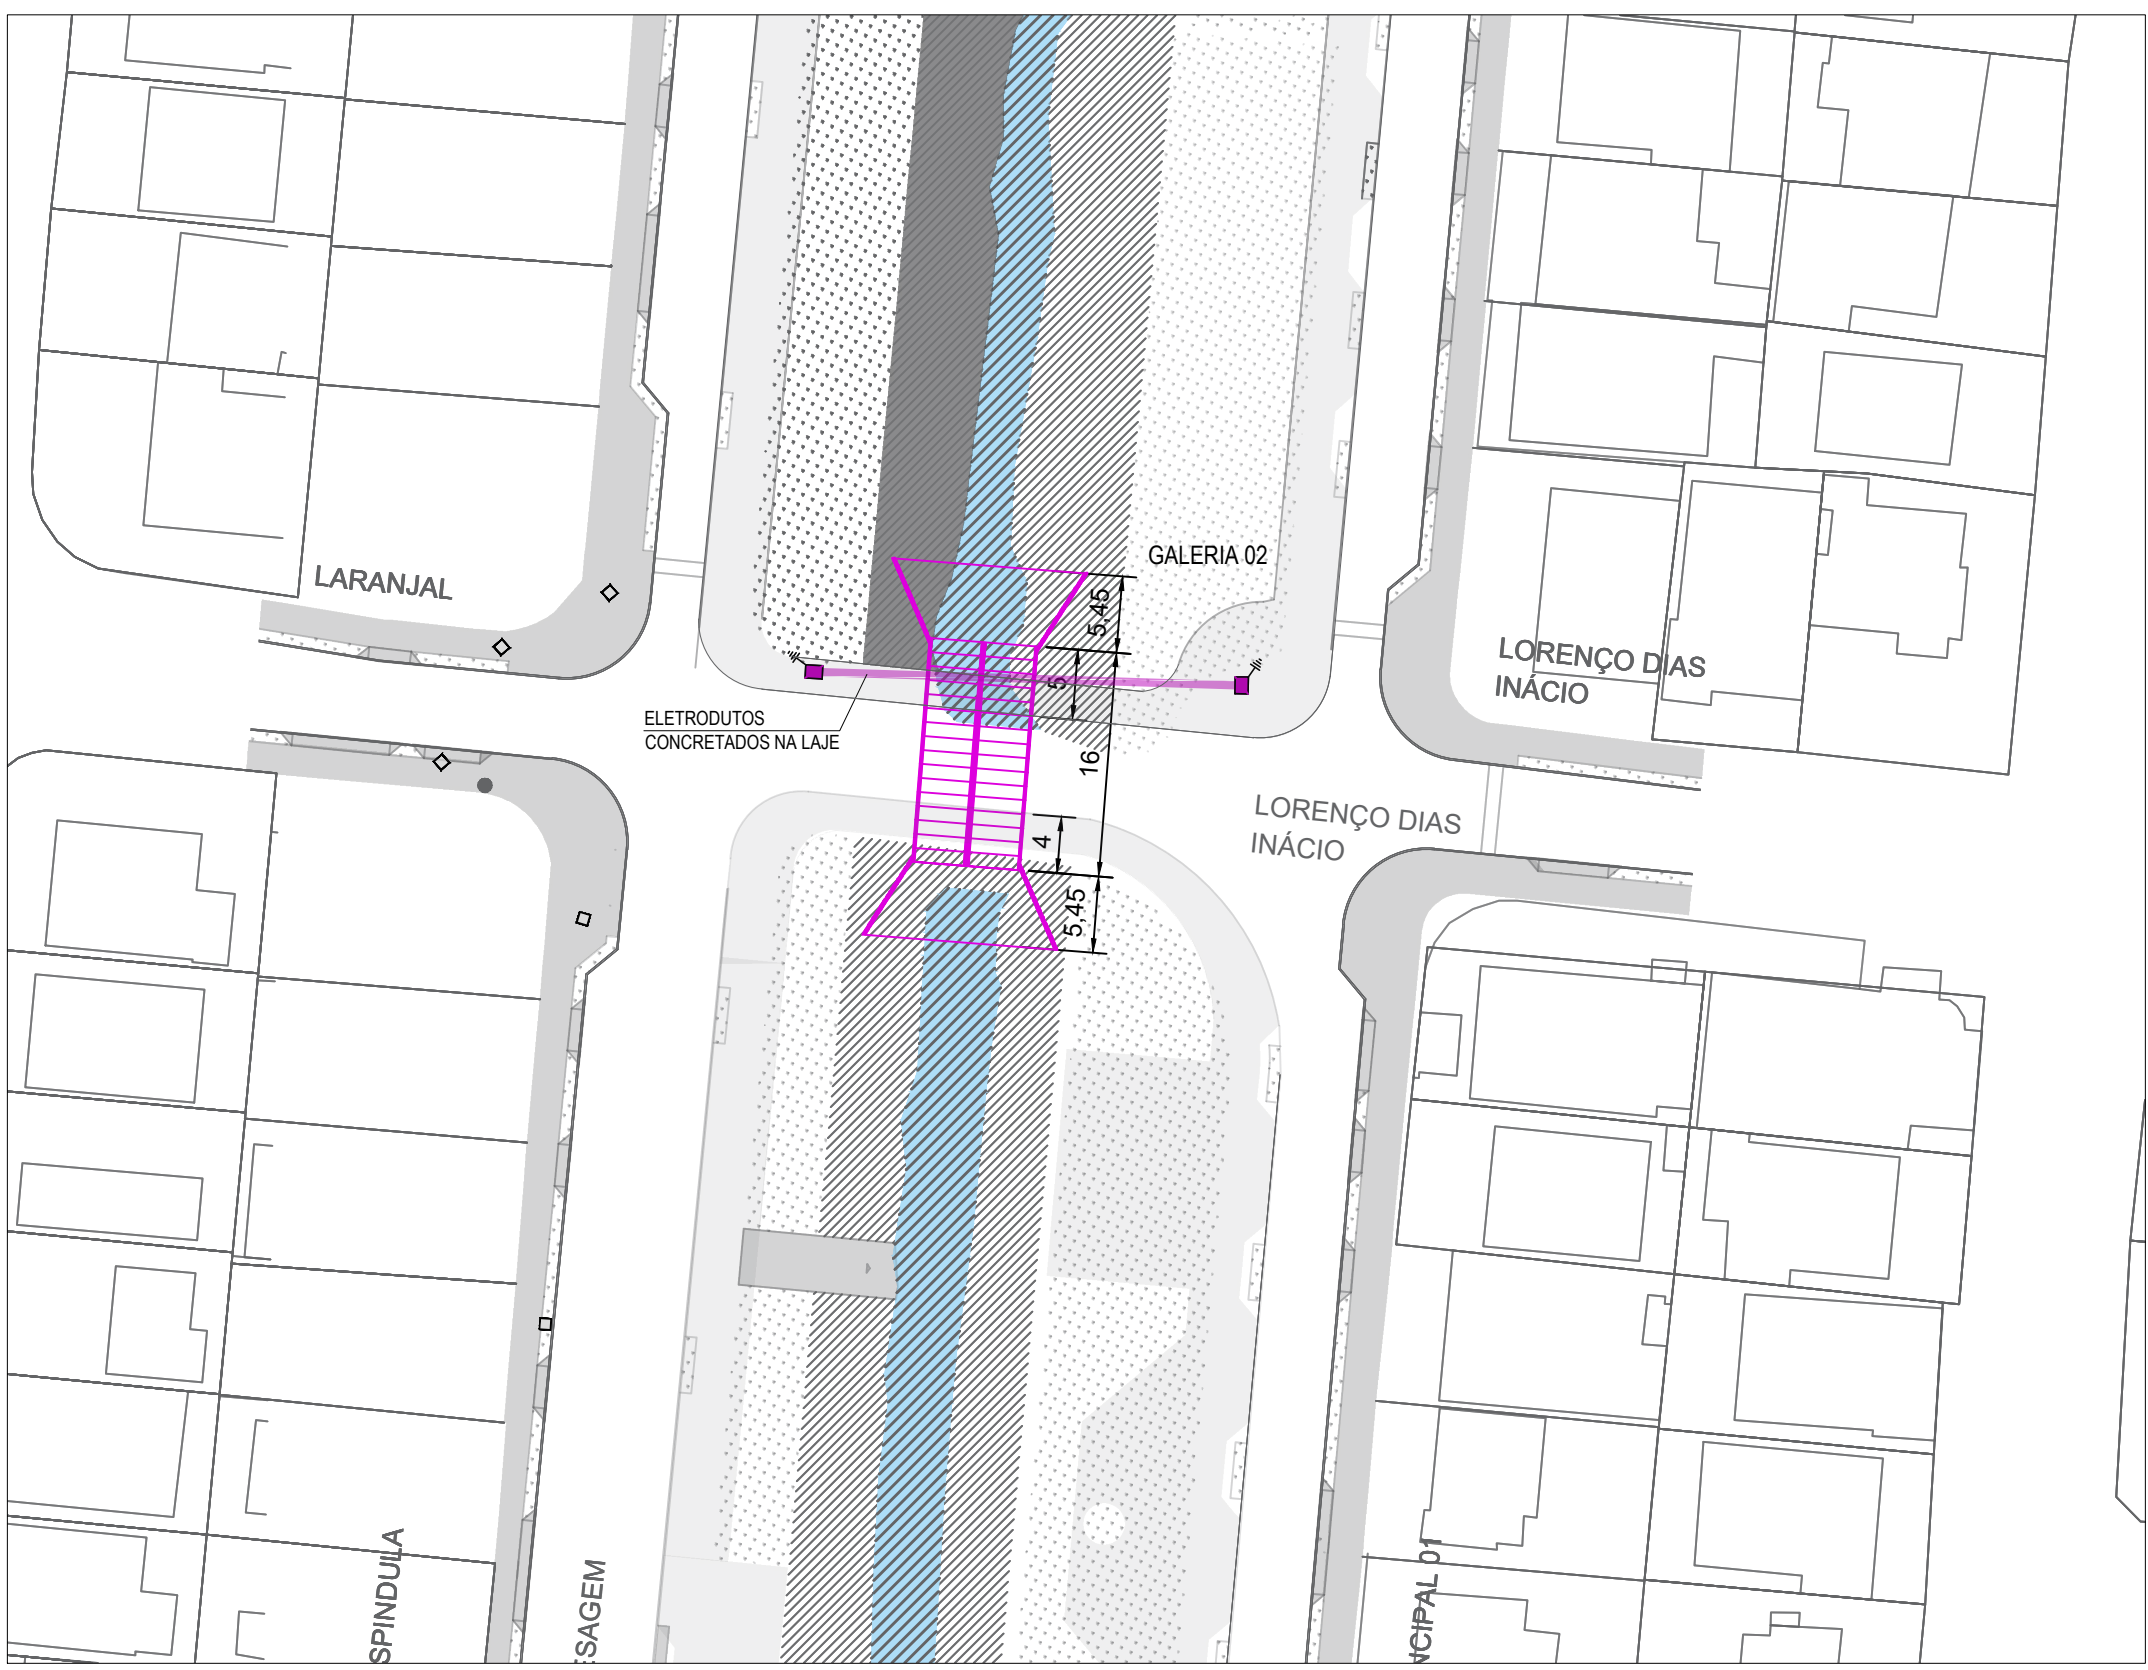 GALERIA 02
LARANJAL
5,45
LORENÇO DIAS
INÁCIO
5
ELETRODUTOS
CONCRETADOS NA LAJE
16
LORENÇO DIAS
INÁCIO
4
5,45
SPINDULA
SAGEM
NCIPAL 01